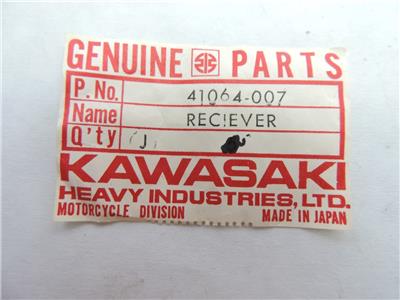 GENUINE PARTS
P. No. 41064-007
Name RECIEVER
Q'ty
KAWASAKI
HEAVY INDUSTRIES, LTD.
MOTORCYCLE DIVISION MADE IN JAPAN